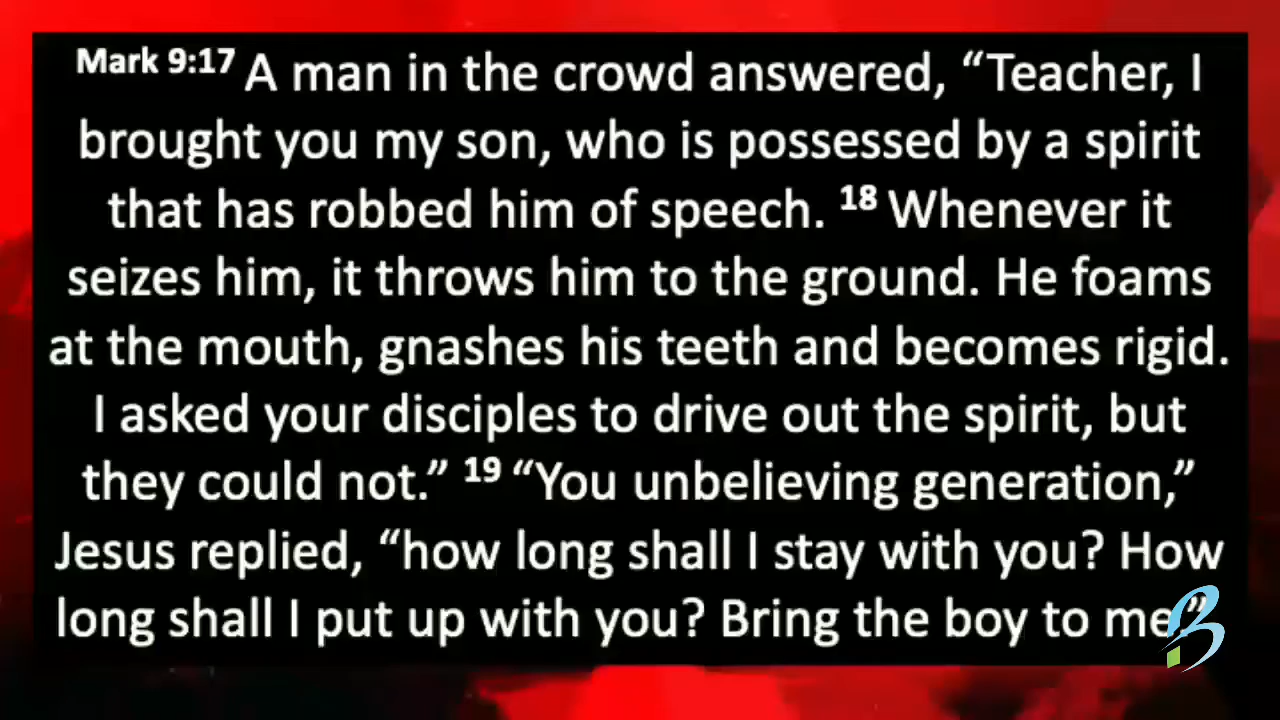 Mark 9:17 A man in the crowd answered, “Teacher, I
brought you my son, who is possessed by a spirit
that has robbed him of speech. 18 Whenever it
seizes him, it throws him to the ground. He foams
at the mouth, gnashes his teeth and becomes rigid.
I asked your disciples to drive out the spirit, but
they could not.” 19 “You unbelieving generation,”
Jesus replied, “how long shall I stay with you? How
long shall I put up with you? Bring the boy to me.”
B